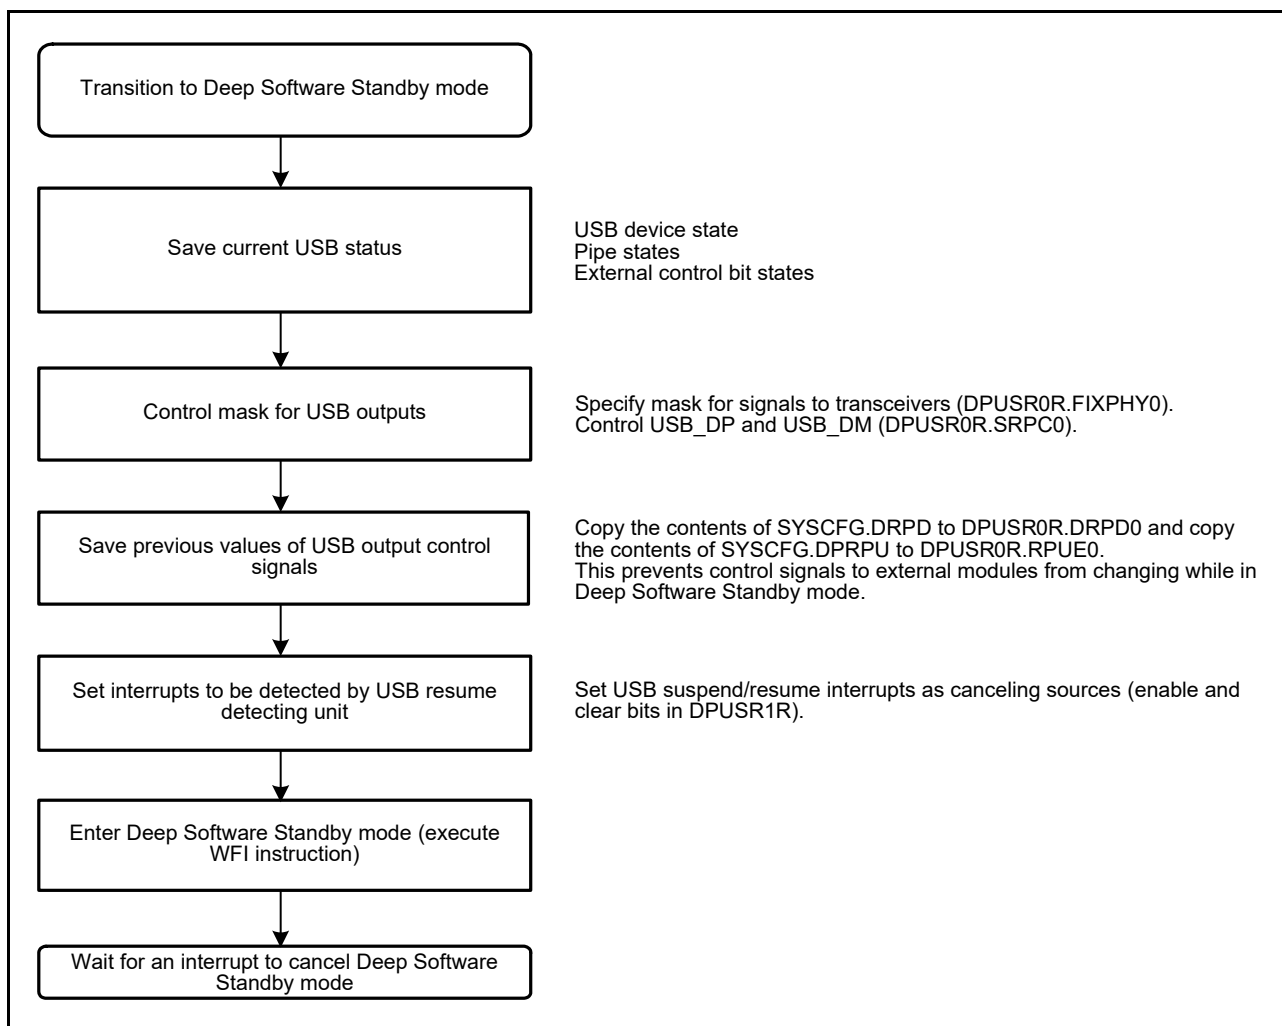 Transition to Deep Software Standby mode
Save current USB status
USB device state
Pipe states
External control bit states
Control mask for USB outputs
Specify mask for signals to transceivers (DPUSR0R.FIXPHY0).
Control USB_DP and USB_DM (DPUSR0R.SRPC0).
Save previous values of USB output control
signals
Copy the contents of SYSCFG.DRPD to DPUSR0R.DRPD0 and copy
the contents of SYSCFG.DPRPU to DPUSR0R.RPUE0.
This prevents control signals to external modules from changing while in
Deep Software Standby mode.
Set interrupts to be detected by USB resume
detecting unit
Set USB suspend/resume interrupts as canceling sources (enable and
clear bits in DPUSR1R).
Enter Deep Software Standby mode (execute
WFI instruction)
Wait for an interrupt to cancel Deep Software
Standby mode